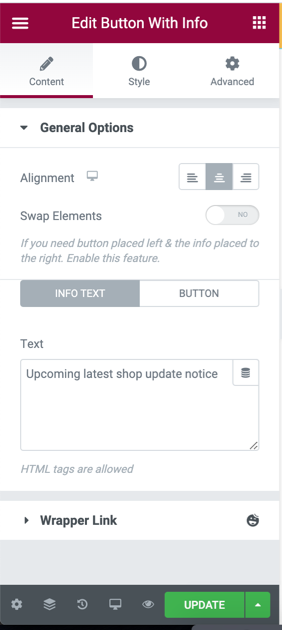 Edit Button With Info
Content
Style
Advanced
General Options
Alignment
Swap Elements
NO
If you need button placed left & the info placed to
the right. Enable this feature.
INFO TEXT
BUTTON
Text
Upcoming latest shop update notice
HTML tags are allowed
Wrapper Link
UPDATE